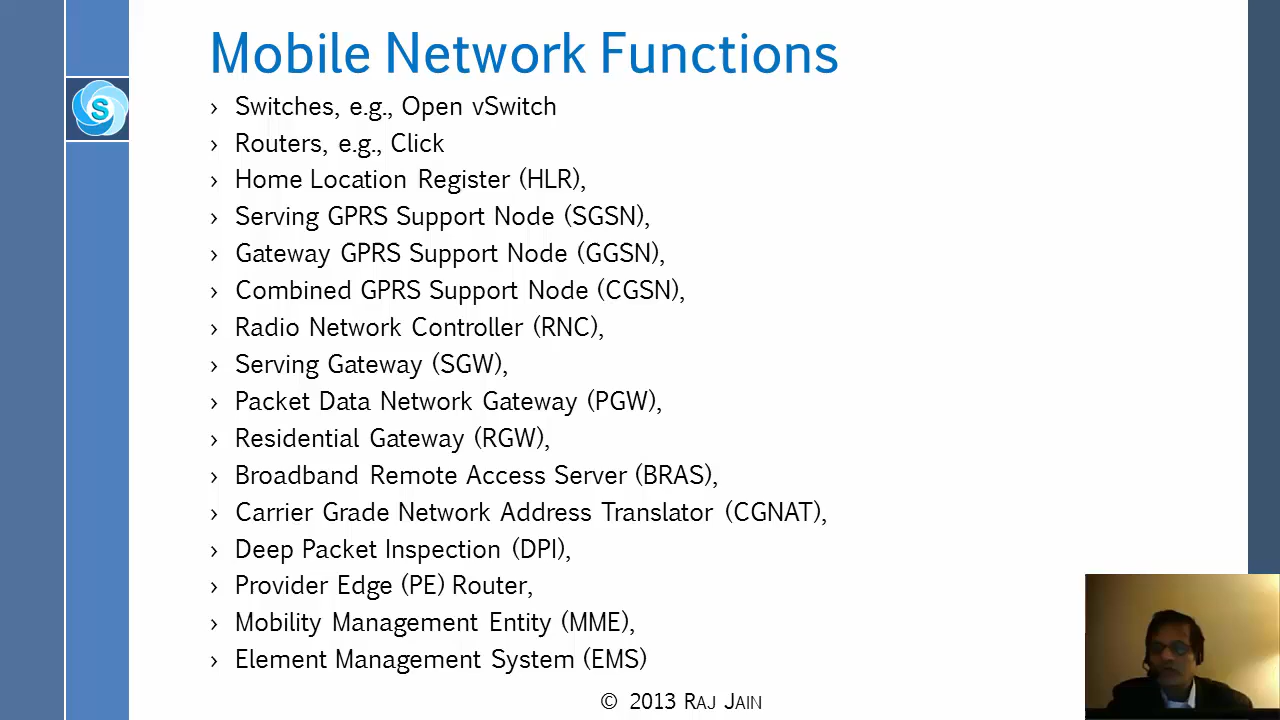 Mobile Network Functions
S
› Switches, e.g., Open vSwitch
› Routers, e.g., Click
› Home Location Register (HLR),
› Serving GPRS Support Node (SGSN),
› Gateway GPRS Support Node (GGSN),
› Combined GPRS Support Node (CGSN),
› Radio Network Controller (RNC),
› Serving Gateway (SGW),
› Packet Data Network Gateway (PGW),
› Residential Gateway (RGW),
› Broadband Remote Access Server (BRAS),
› Carrier Grade Network Address Translator (CGNAT),
› Deep Packet Inspection (DPI),
› Provider Edge (PE) Router,
› Mobility Management Entity (MME),
› Element Management System (EMS)
© 2013 RAJ JAIN